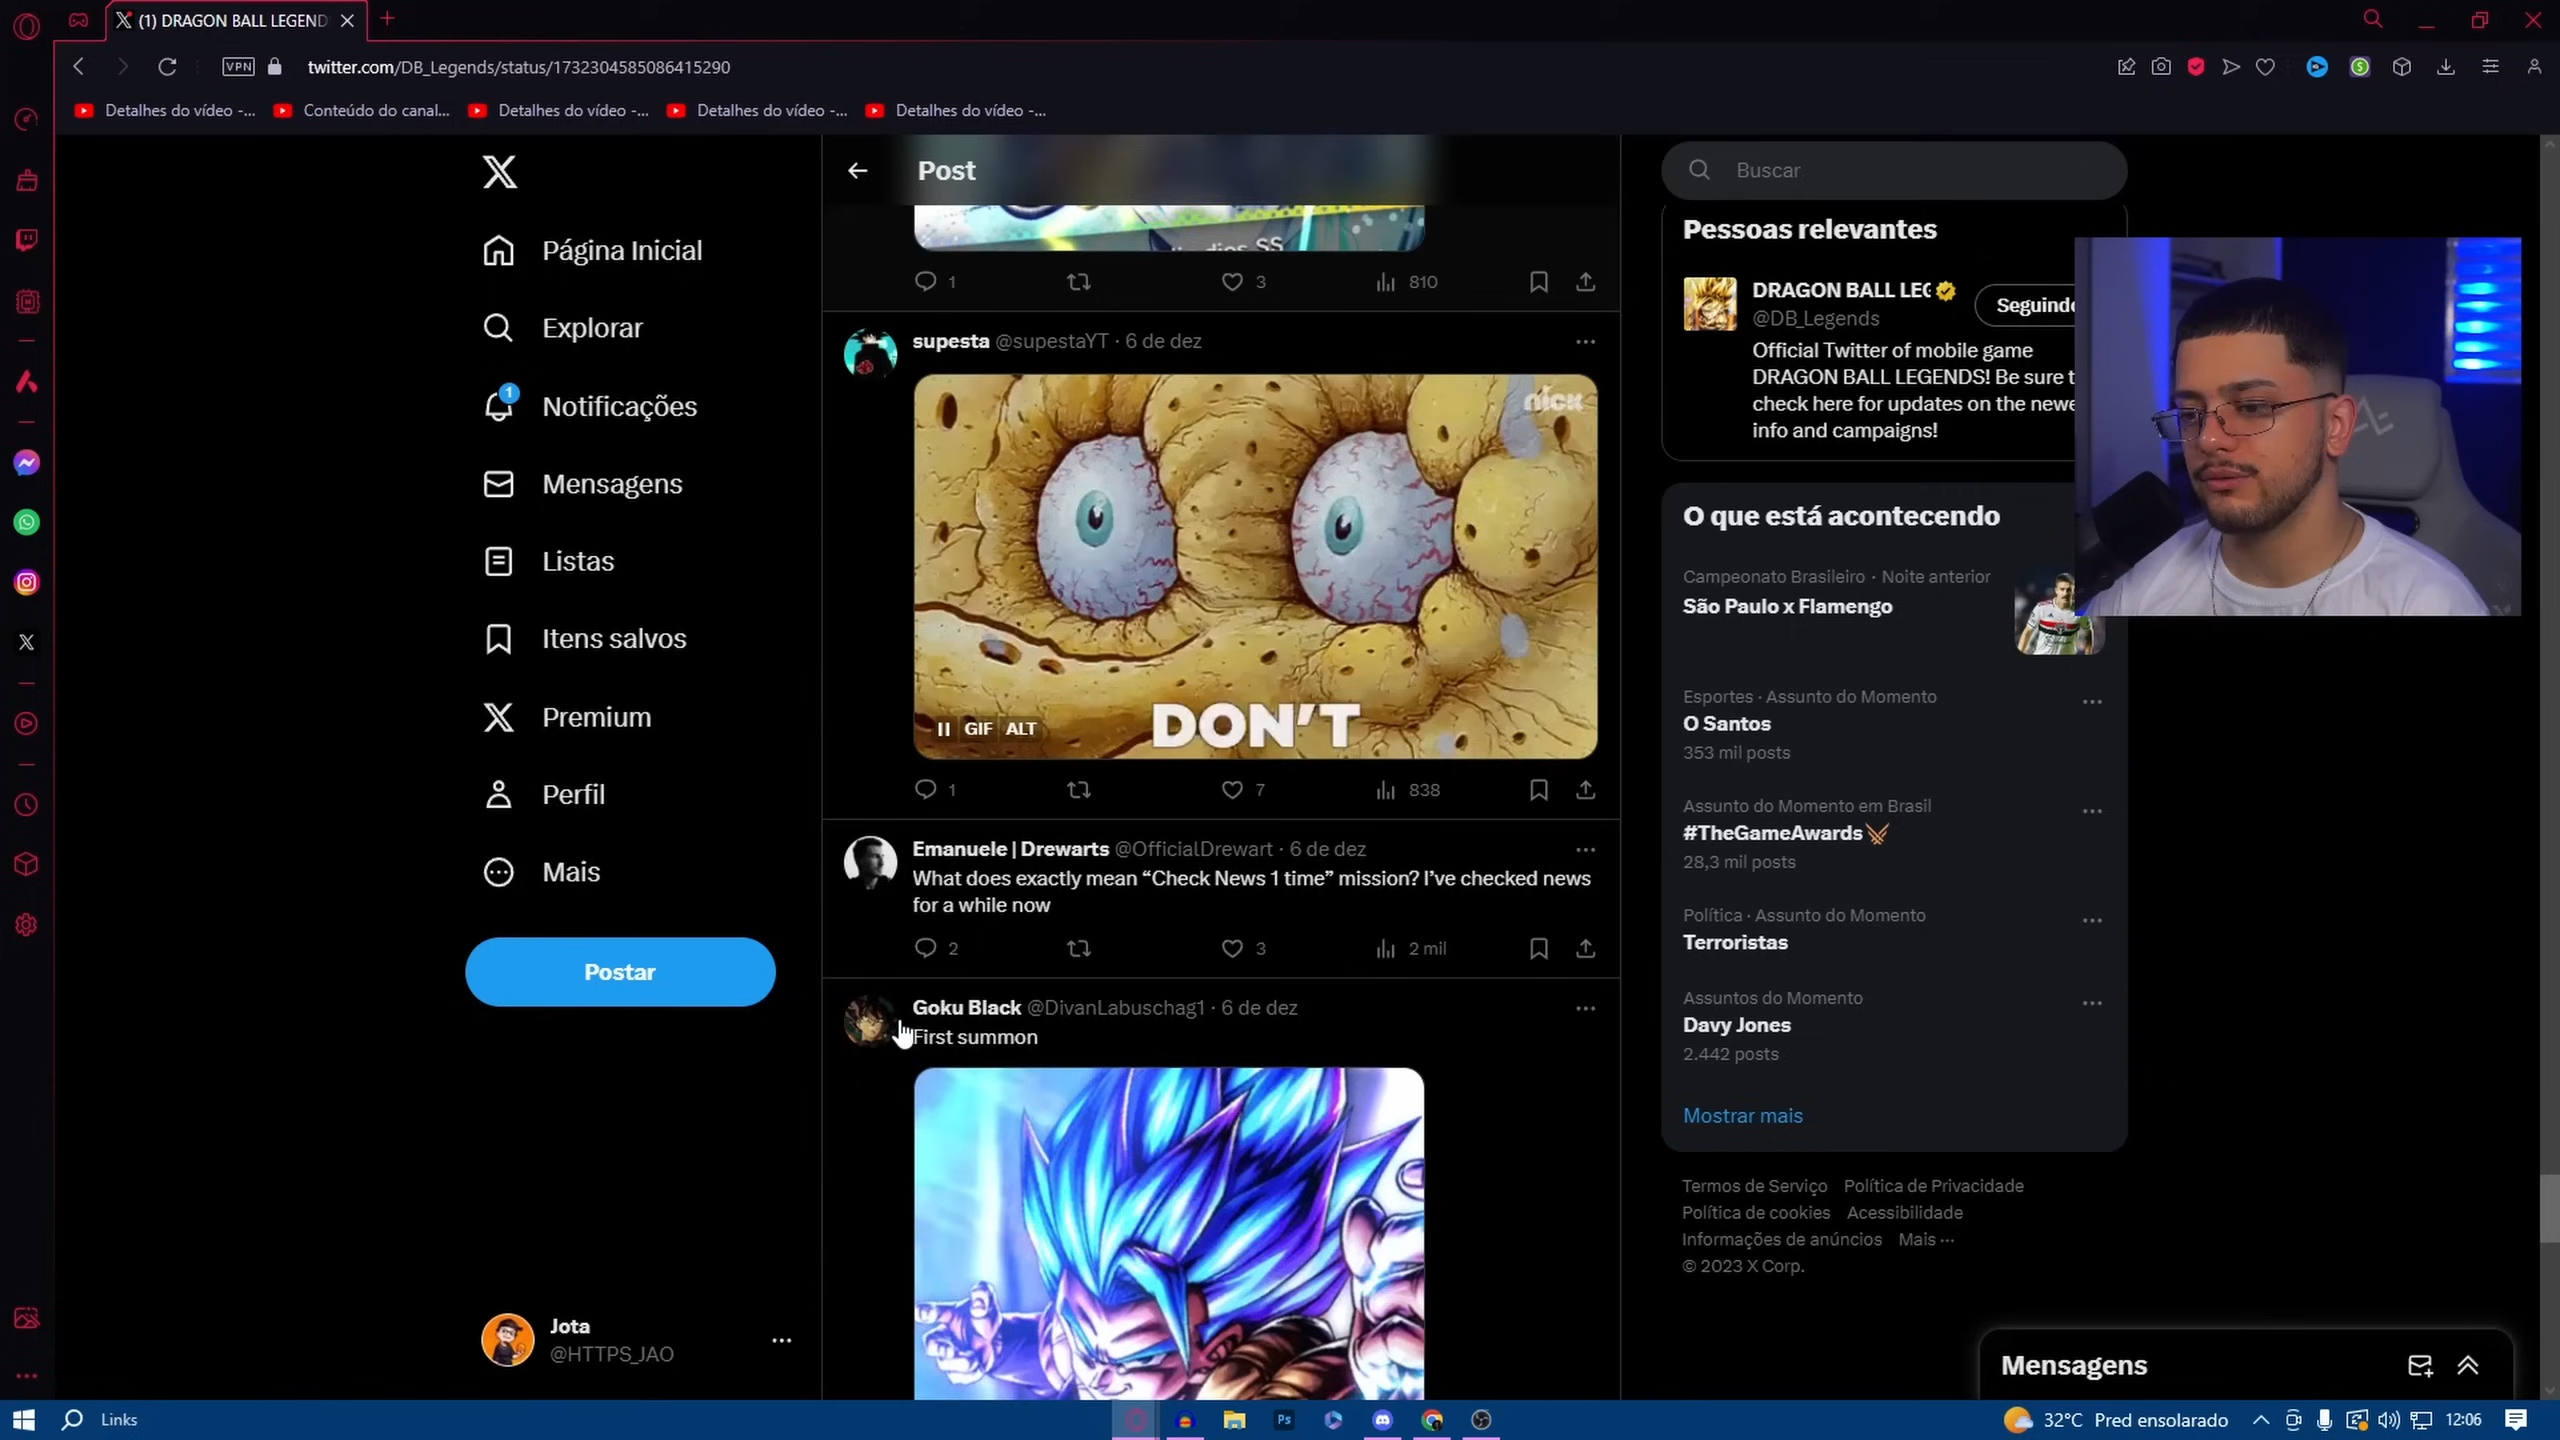 (1) DRAGON BALL LEGEND
VPN
twitter.com/DB_Legends/status/1732304585086415290
Detalhes do vídeo -...
Conteúdo do canal...
Detalhes do vídeo -...
Detalhes do vídeo -...
Detalhes do vídeo -...
Página Inicial
Explorar
1
Notificações
Mensagens
Listas
Itens salvos
Premium
Perfil
Mais
Postar
Jota
@HTTPS_JAO
Post
SS
1
3
810
supesta @supestaYT · 6 de dez
nick
DON'T
GIF ALT
1
7
838
Emanuele | Drewarts @OfficialDrewart · 6 de dez
What does exactly mean “Check News 1 time” mission? I’ve checked news
for a while now
2
3
2 mil
Goku Black @DivanLabuschag1 · 6 de dez
First summon
Buscar
Pessoas relevantes
DRAGON BALL LEG
@DB_Legends
Seguindo
Official Twitter of mobile game
DRAGON BALL LEGENDS! Be sure t
check here for updates on the newe
info and campaigns!
O que está acontecendo
Campeonato Brasileiro · Noite anterior
São Paulo x Flamengo
Esportes · Assunto do Momento
O Santos
353 mil posts
Assunto do Momento em Brasil
#TheGameAwards
28,3 mil posts
Política · Assunto do Momento
Terroristas
Assuntos do Momento
Davy Jones
2.442 posts
Mostrar mais
Termos de Serviço Política de Privacidade
Política de cookies Acessibilidade
Informações de anúncios Mais ...
© 2023 X Corp.
Mensagens
Links
Ps
32°C Pred ensolarado
12:06